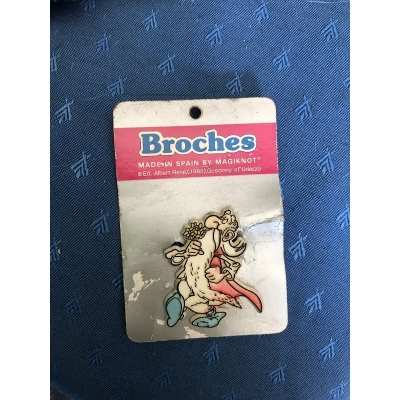 Broches
MADE IN SPAIN BY MAGIKNOT
©Ed. Albert René, Goscinny